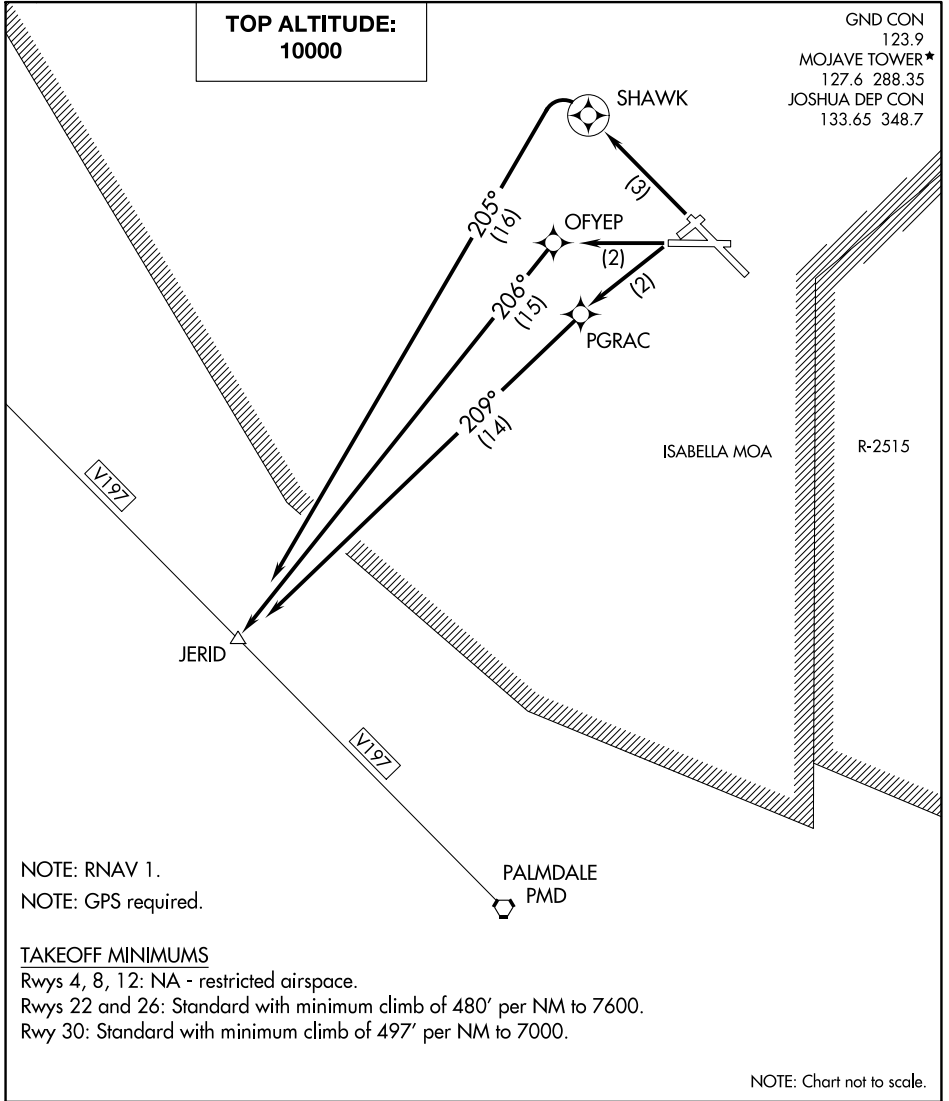 TOP ALTITUDE:
10000
GND CON
123.9
MOJAVE TOWER★
127.6 288.35
JOSHUA DEP CON
133.65 348.7
SHAWK
(3)
205°
(16)
OFYEP
(2)
206°
(15)
(2)
PGRAC
209°
(14)
ISABELLA MOA
R-2515
V197
JERID
V197
PALMDALE
PMD
NOTE: RNAV 1.
NOTE: GPS required.
TAKEOFF MINIMUMS
Rwys 4, 8, 12: NA - restricted airspace.
Rwys 22 and 26: Standard with minimum climb of 480' per NM to 7600.
Rwy 30: Standard with minimum climb of 497' per NM to 7000.
NOTE: Chart not to scale.